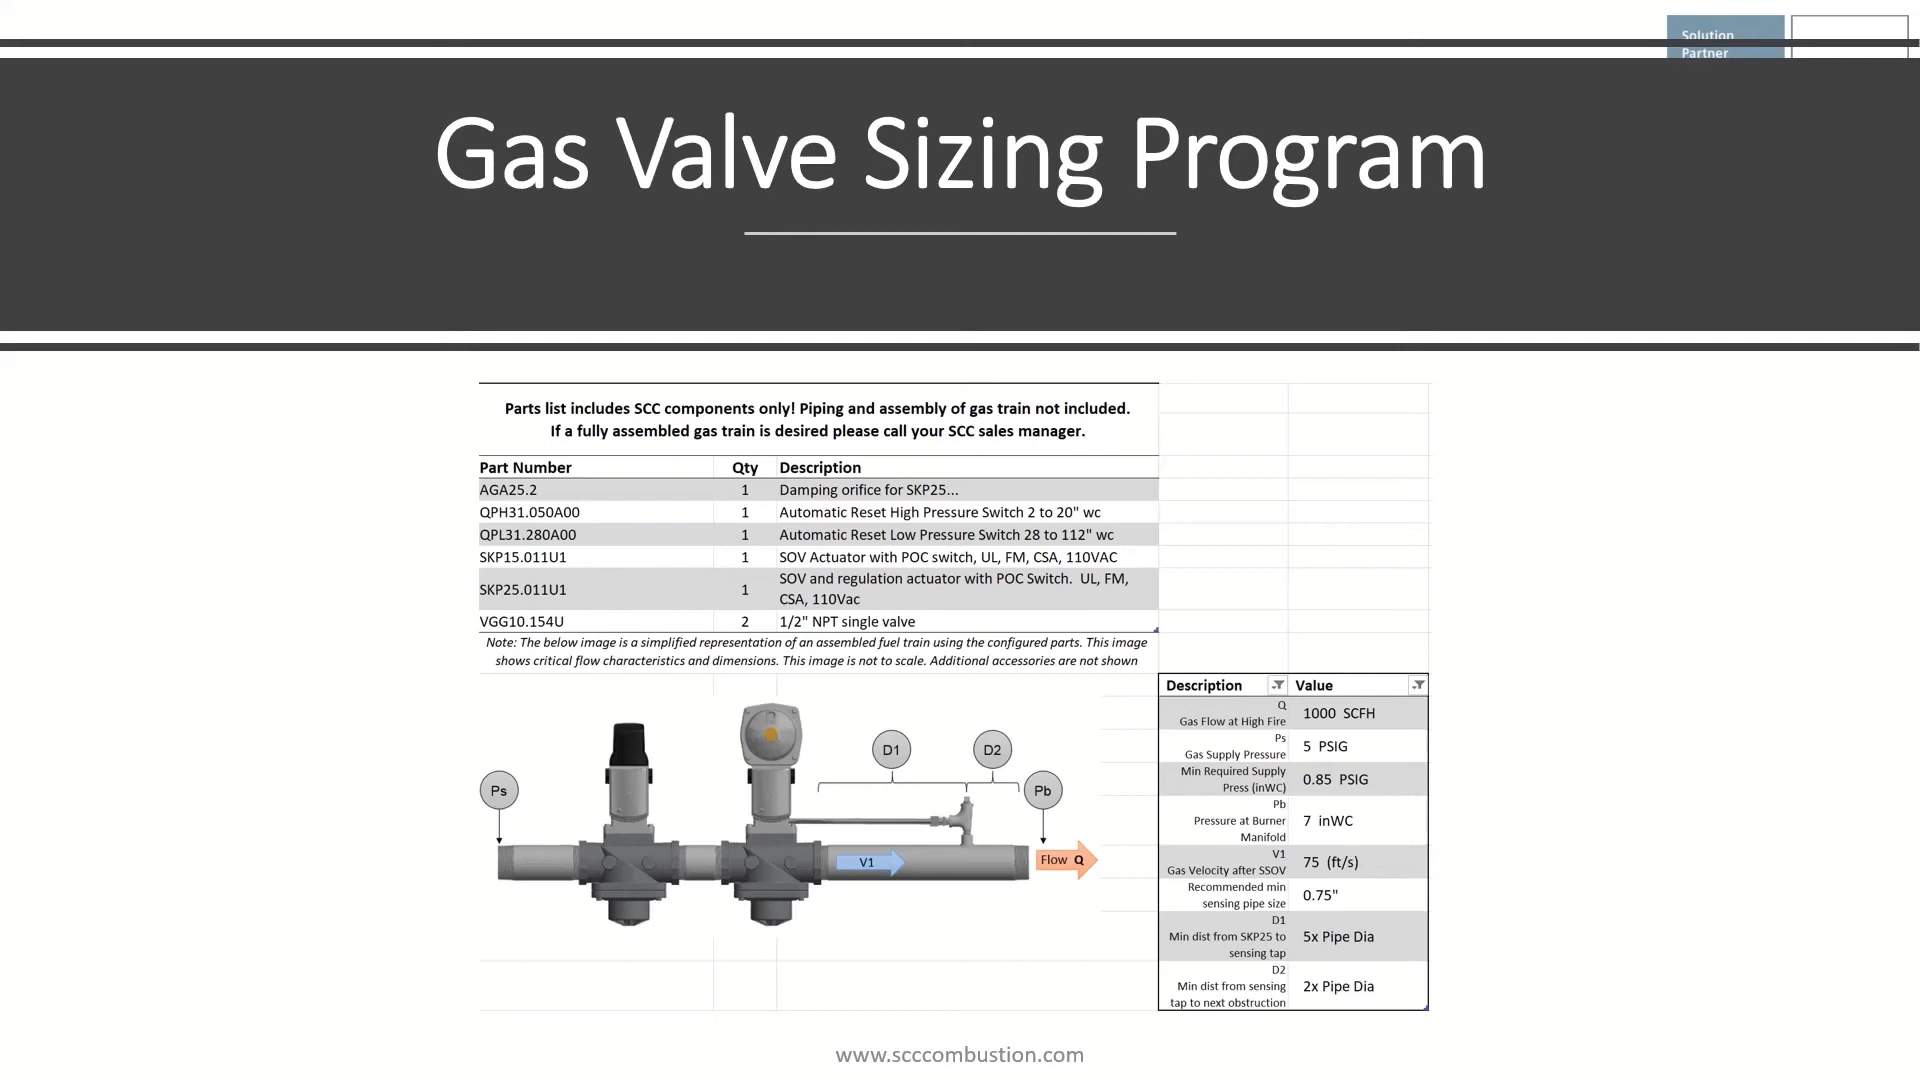 Solution
Partner
Gas Valve Sizing Program
Parts list includes SCC components only! Piping and assembly of gas train not included.
If a fully assembled gas train is desired please call your SCC sales manager.
Part Number Qty Description
AGA25.2 1 Damping orifice for SKP25...
QPH31.050A00 1 Automatic Reset High Pressure Switch 2 to 20" wc
QPL31.280A00 1 Automatic Reset Low Pressure Switch 28 to 112" wc
SKP15.011U1 1 SOV Actuator with POC switch, UL, FM, CSA, 110VAC
SKP25.011U1 1 SOV and regulation actuator with POC Switch. UL, FM,
CSA, 110Vac
VGG10.154U 2 1/2" NPT single valve
Note: The below image is a simplified representation of an assembled fuel train using the configured parts. This image
shows critical flow characteristics and dimensions. This image is not to scale. Additional accessories are not shown
Ps
D1
D2
Pb
V1
Flow Q
Description Value
Q
Gas Flow at High Fire
1000 SCFH
Ps
Gas Supply Pressure
5 PSIG
Min Required Supply
Press (inWC)
0.85 PSIG
Pb
Pressure at Burner
Manifold
7 inWC
V1
Gas Velocity after SSOV
75 (ft/s)
Recommended min
sensing pipe size
0.75"
D1
Min dist from SKP25 to
sensing tap
5x Pipe Dia
D2
Min dist from sensing
tap to next obstruction
2x Pipe Dia
www.scccombustion.com